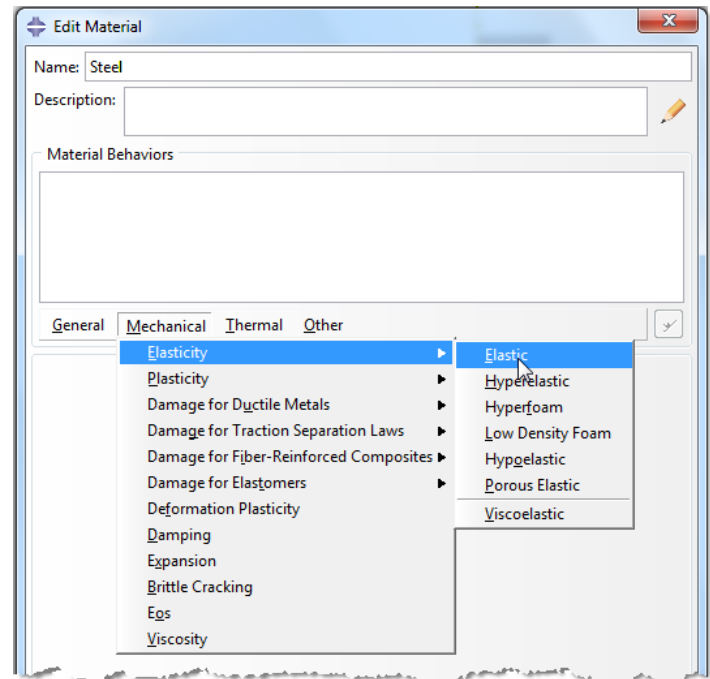 Edit Material
Name: Steel
Description:
Material Behaviors
General Mechanical Thermal Other
Elasticity
Plasticity
Damage for Ductile Metals
Damage for Traction Separation Laws
Damage for Fiber-Reinforced Composites
Damage for Elastomers
Deformation Plasticity
Damping
Expansion
Brittle Cracking
Eos
Viscosity
Elastic
Hyperelastic
Hyperfoam
Low Density Foam
Hypoelastic
Porous Elastic
Viscoelastic